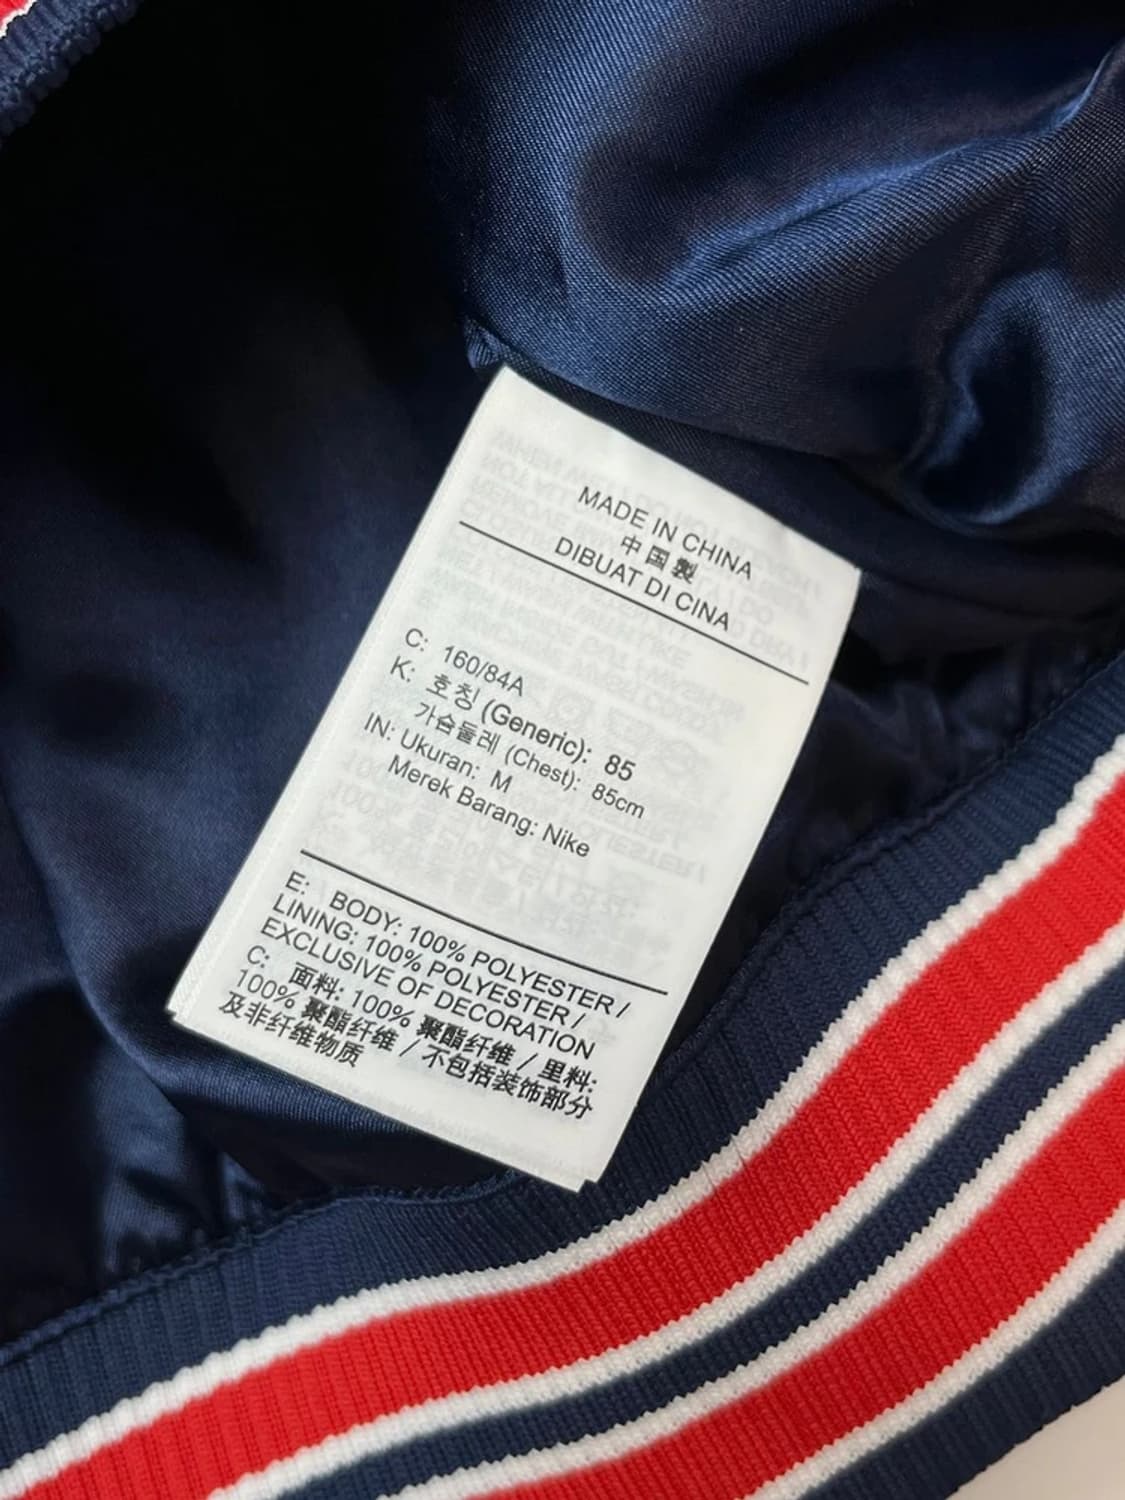 MADE IN CHINA
中国製
DIBUAT DI CINA
C: 160/84A
K: 호칭 (Generic): 85
가슴둘레 (Chest): 85cm
IN: Ukuran: M
Merek Barang: Nike
E: BODY: 100% POLYESTER /
LINING: 100% POLYESTER /
EXCLUSIVE OF DECORATION
C: 面料: 100% 聚酯纤维 / 里料:
100% 聚酯纤维 / 不包括装饰部分
及非纤维物质